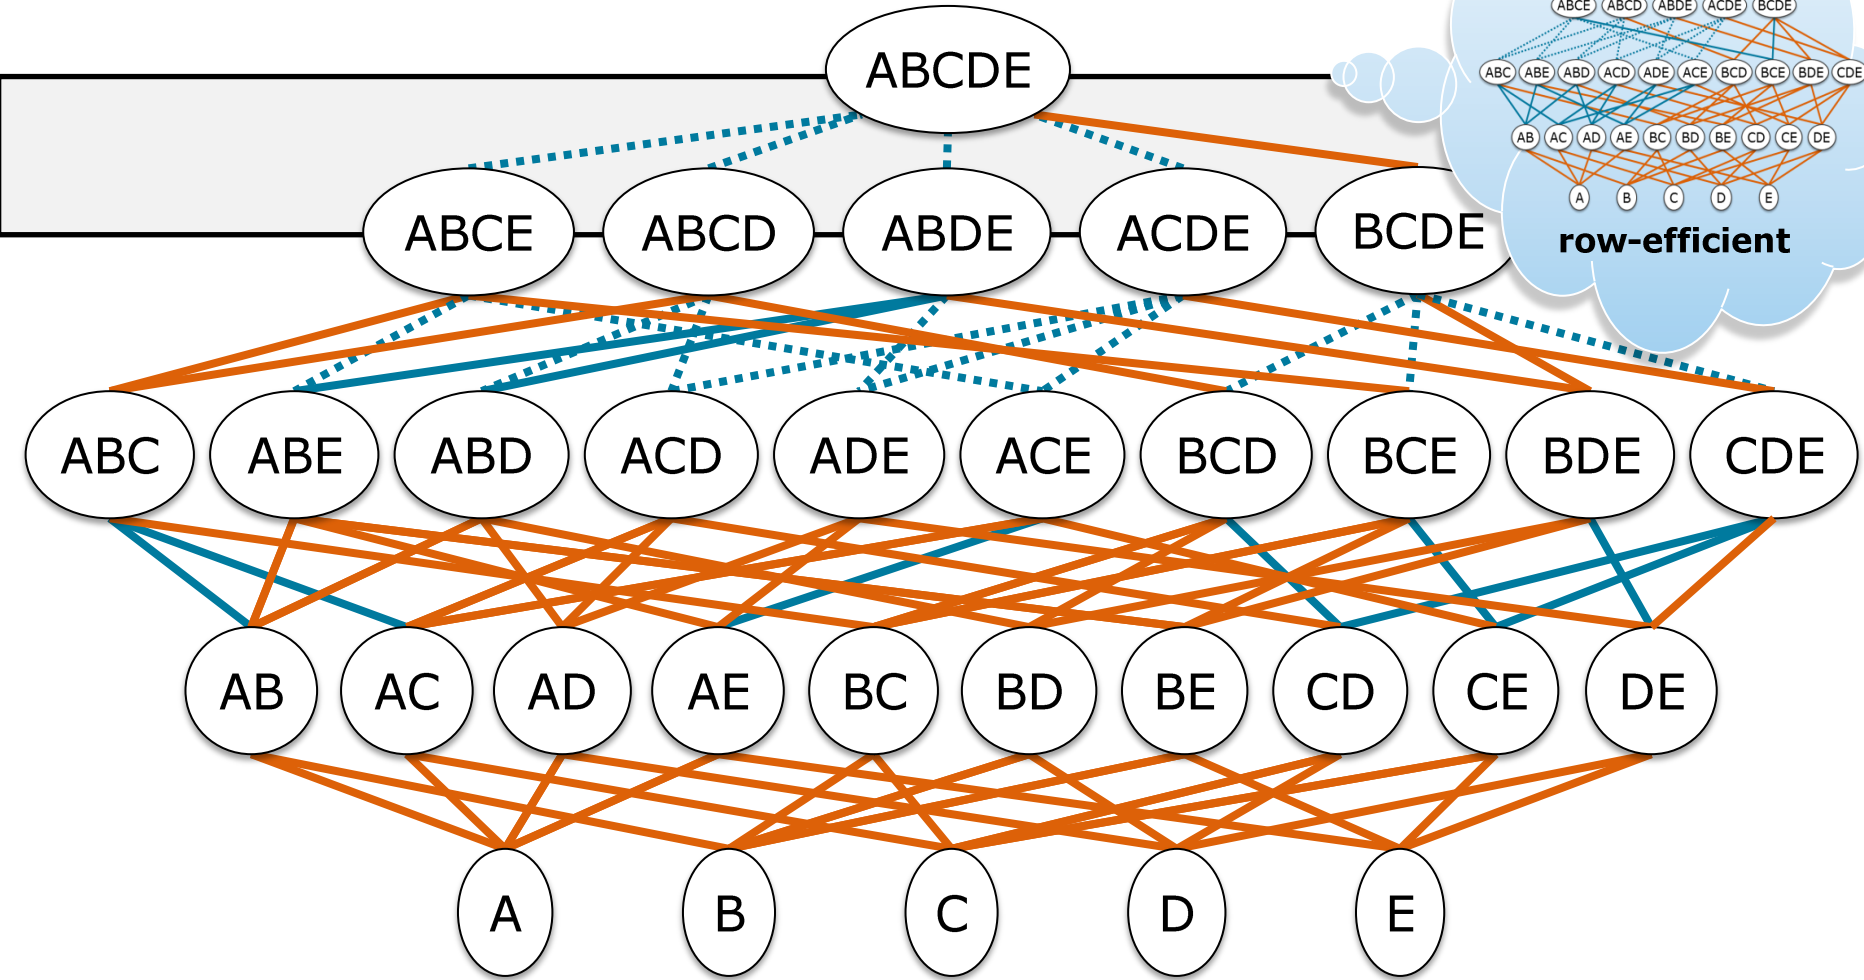 ABCE ABCD ABDE ACDE BCDE
ABC ABE ABD ACD ADE ACE BCD BCE BDE CDE
AB AC AD AE BC BD BE CD CE DE
A B C D E
row-efficient
ABCDE
ABCE ABCD ABDE ACDE BCDE
ABC ABE ABD ACD ADE ACE BCD BCE BDE CDE
AB AC AD AE BC BD BE CD CE DE
A B C D E